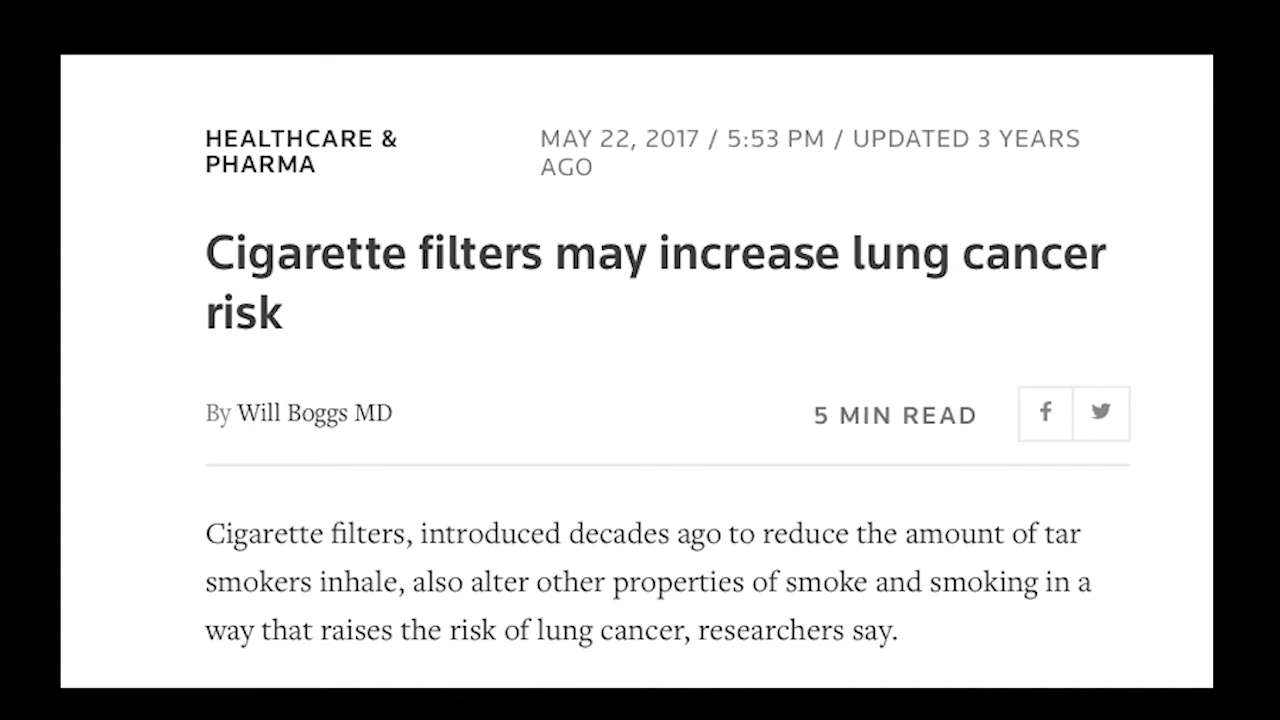 HEALTHCARE &
PHARMA
MAY 22, 2017 / 5:53 PM / UPDATED 3 YEARS
AGO
Cigarette filters may increase lung cancer
risk
By Will Boggs MD
5 MIN READ
Cigarette filters, introduced decades ago to reduce the amount of tar
smokers inhale, also alter other properties of smoke and smoking in a
way that raises the risk of lung cancer, researchers say.